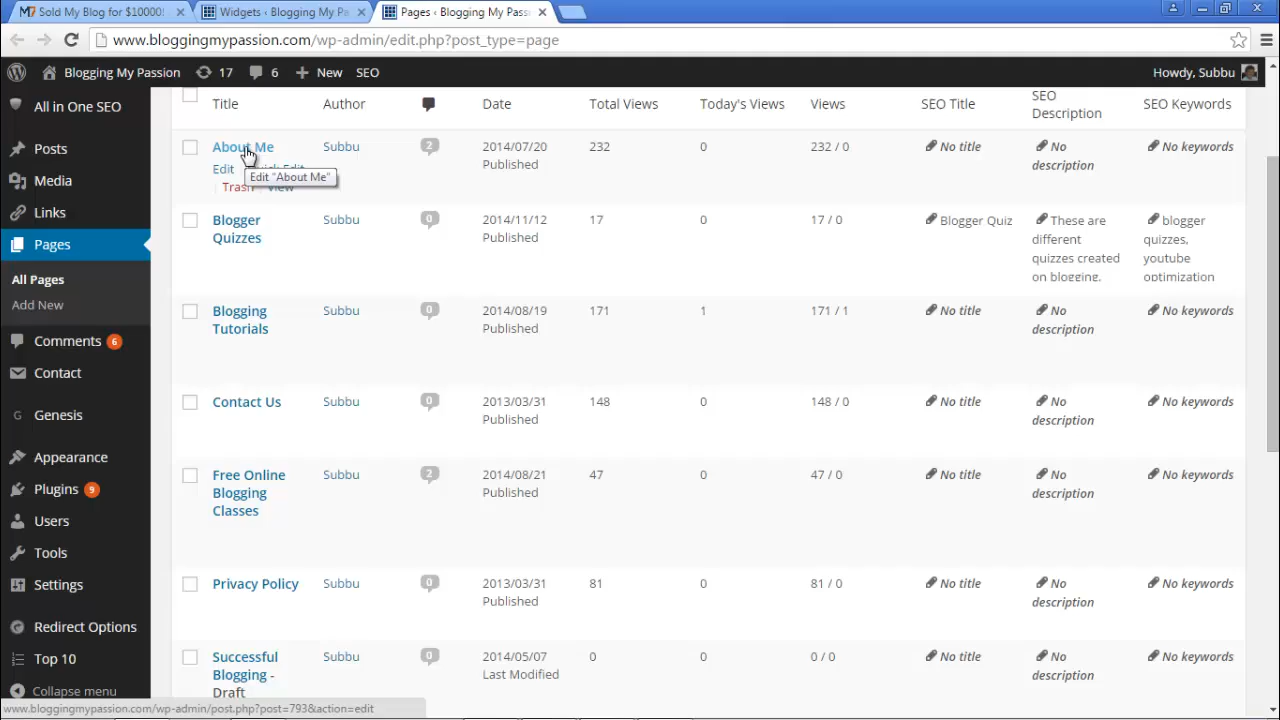 Sold My Blog for $10000!
Widgets ‹ Blogging My Pa
Pages ‹ Blogging My Pass
www.bloggingmypassion.com/wp-admin/edit.php?post_type=page
Blogging My Passion 17 6 New SEO Howdy, Subbu
All in One SEO
Posts
Media
Links
Pages
All Pages
Add New
Comments 6
Contact
Genesis
Appearance
Plugins 9
Users
Tools
Settings
Redirect Options
Top 10
Collapse menu
Title Author Date Total Views Today's Views Views SEO Title SEO Description SEO Keywords
About Me Subbu 2 2014/07/20 232 0 232 / 0 No title No No keywords
Published description
Edit Quick Edit
Edit "About Me"
Trash View
Blogger Subbu 0 2014/11/12 17 0 17 / 0 Blogger Quiz These are blogger
Quizzes Published different quizzes,
quizzes created youtube
on blogging. optimization
Blogging Subbu 0 2014/08/19 171 1 171 / 1 No title No No keywords
Tutorials Published description
Contact Us Subbu 0 2013/03/31 148 0 148 / 0 No title No No keywords
Published description
Free Online Subbu 2 2014/08/21 47 0 47 / 0 No title No No keywords
Blogging Published description
Classes
Privacy Policy Subbu 0 2013/03/31 81 0 81 / 0 No title No No keywords
Published description
Successful Subbu 0 2014/05/07 0 0 0 / 0 No title No No keywords
Blogging - Last Modified description
Draft
www.bloggingmypassion.com/wp-admin/post.php?post=793&action=edit